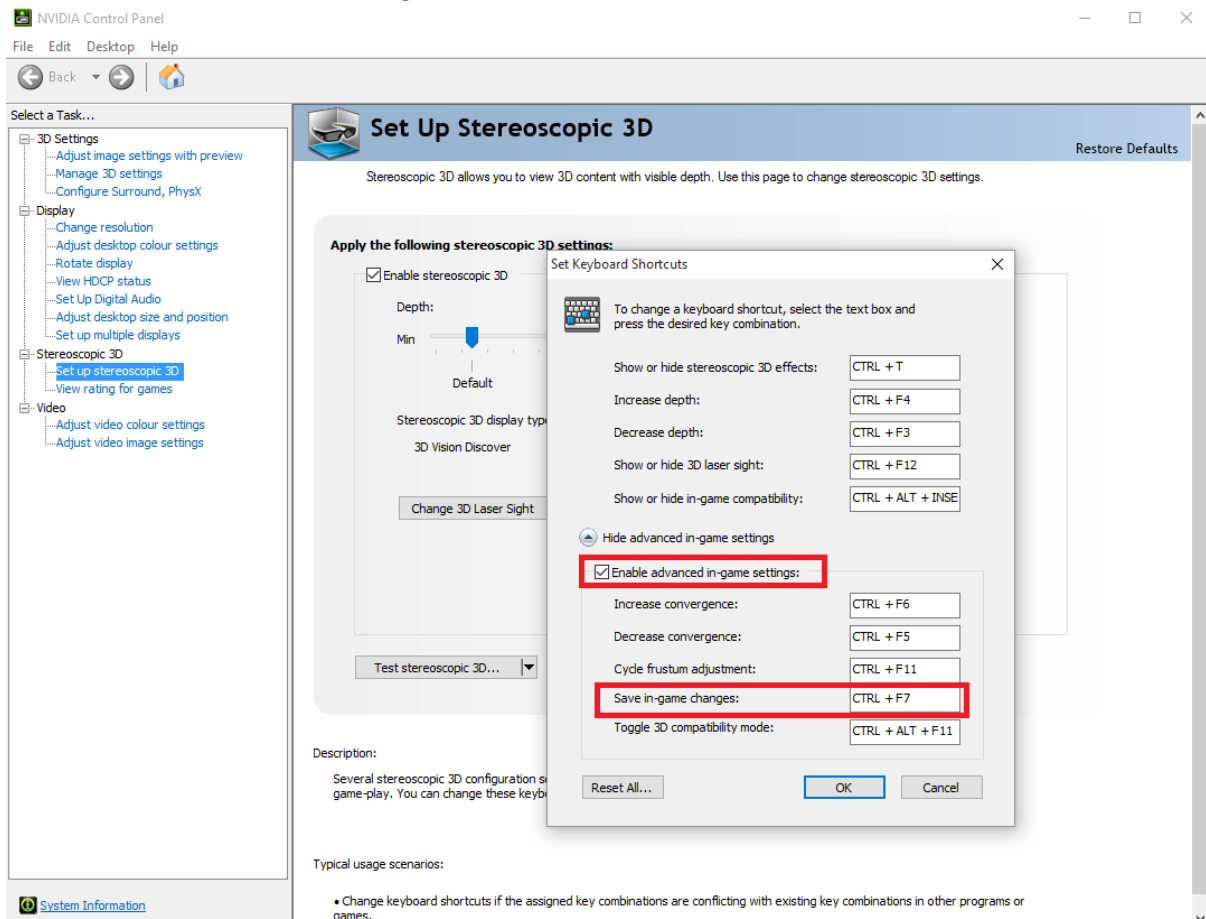 NVIDIA Control Panel
File Edit Desktop Help
Back
Select a Task...
3D Settings
Adjust image settings with preview
Manage 3D settings
Configure Surround, PhysX
Display
Change resolution
Adjust desktop colour settings
Rotate display
View HDCP status
Set Up Digital Audio
Adjust desktop size and position
Set up multiple displays
Stereoscopic 3D
Set up stereoscopic 3D
View rating for games
Video
Adjust video colour settings
Adjust video image settings
System Information
Set Up Stereoscopic 3D
Restore Defaults
Stereoscopic 3D allows you to view 3D content with visible depth. Use this page to change stereoscopic 3D settings.
Apply the following stereoscopic 3D settings:
Enable stereoscopic 3D
Depth:
Min
Default
Stereoscopic 3D display typ
3D Vision Discover
Change 3D Laser Sight
Test stereoscopic 3D...
Set Keyboard Shortcuts
To change a keyboard shortcut, select the text box and
press the desired key combination.
Show or hide stereoscopic 3D effects: CTRL + T
Increase depth: CTRL + F4
Decrease depth: CTRL + F3
Show or hide 3D laser sight: CTRL + F12
Show or hide in-game compatibility: CTRL + ALT + INSE
Hide advanced in-game settings
Enable advanced in-game settings:
Increase convergence: CTRL + F6
Decrease convergence: CTRL + F5
Cycle frustum adjustment: CTRL + F11
Save in-game changes: CTRL + F7
Toggle 3D compatibility mode: CTRL + ALT + F11
Reset All... OK Cancel
Description:
Several stereoscopic 3D configuration s
game-play. You can change these keyb
Typical usage scenarios:
• Change keyboard shortcuts if the assigned key combinations are conflicting with existing key combinations in other programs or
games.